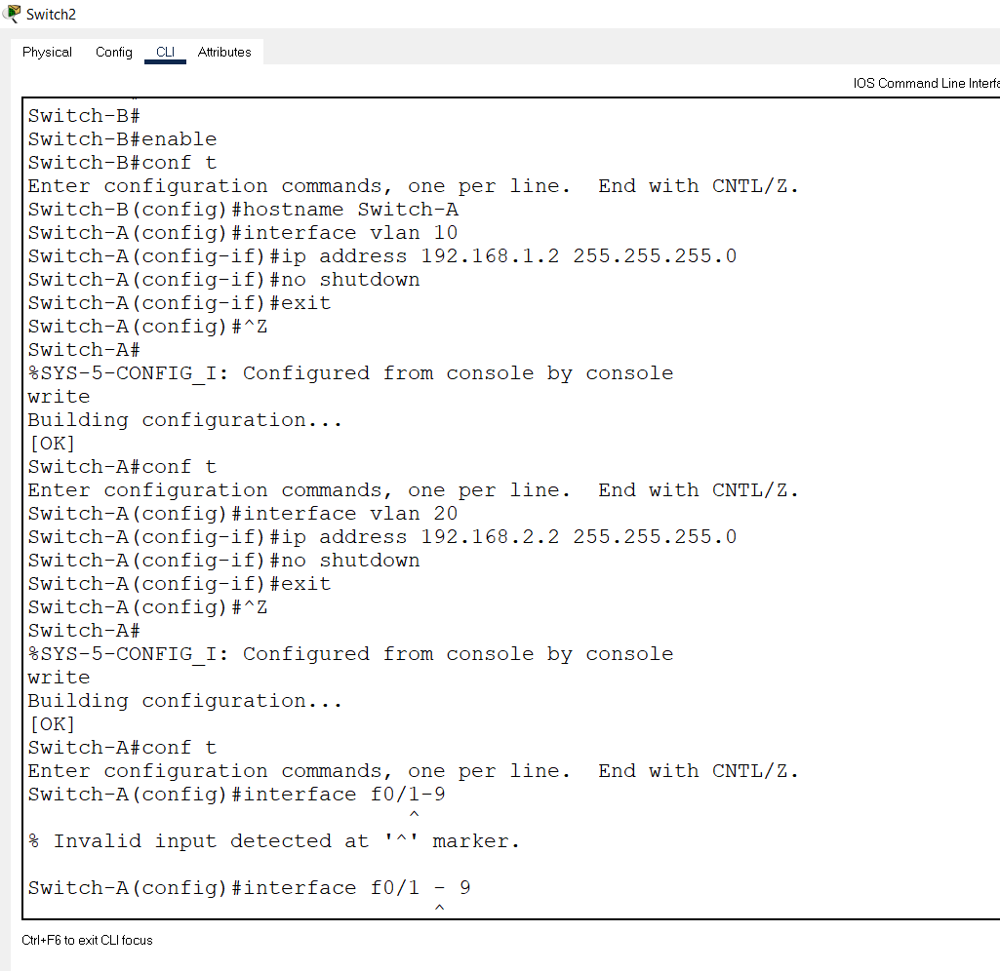 Switch2
Physical Config CLI Attributes
IOS Command Line Interfa
Switch-B#
Switch-B#enable
Switch-B#conf t
Enter configuration commands, one per line.  End with CNTL/Z.
Switch-B(config)#hostname Switch-A
Switch-A(config)#interface vlan 10
Switch-A(config-if)#ip address 192.168.1.2 255.255.255.0
Switch-A(config-if)#no shutdown
Switch-A(config-if)#exit
Switch-A(config)#^Z
Switch-A#
%SYS-5-CONFIG_I: Configured from console by console
write
Building configuration...
[OK]
Switch-A#conf t
Enter configuration commands, one per line.  End with CNTL/Z.
Switch-A(config)#interface vlan 20
Switch-A(config-if)#ip address 192.168.2.2 255.255.255.0
Switch-A(config-if)#no shutdown
Switch-A(config-if)#exit
Switch-A(config)#^Z
Switch-A#
%SYS-5-CONFIG_I: Configured from console by console
write
Building configuration...
[OK]
Switch-A#conf t
Enter configuration commands, one per line.  End with CNTL/Z.
Switch-A(config)#interface f0/1-9
^
% Invalid input detected at '^' marker.
Switch-A(config)#interface f0/1 - 9
^
Ctrl+F6 to exit CLI focus